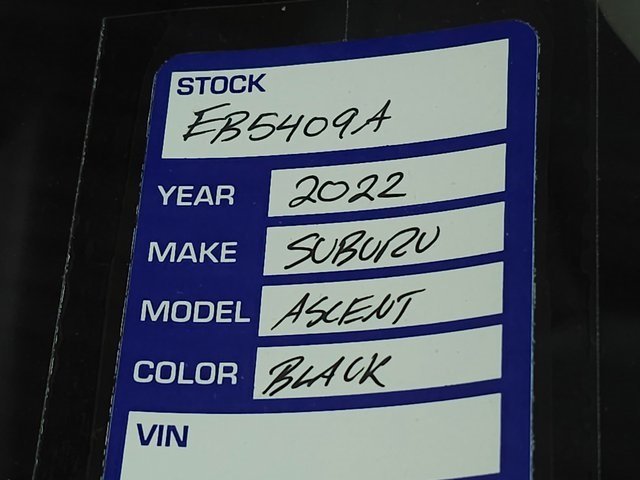 STOCK
EB5409A
YEAR 2022
MAKE SUBURU
MODEL ASCENT
COLOR BLACK
VIN